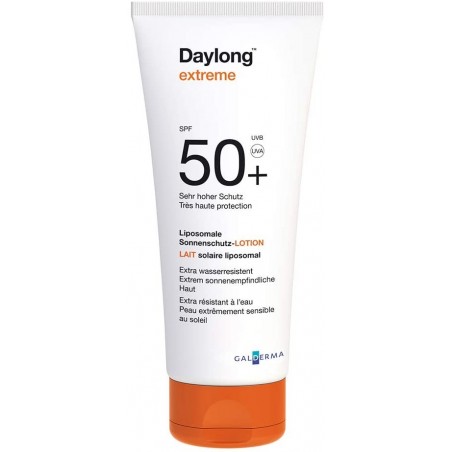 Daylong™
extreme
SPF
50+
UVB
UVA
Sehr hoher Schutz
Très haute protection
Liposomale
Sonnenschutz-LOTION
LAIT solaire liposomal
Extra wasserresistent
Extrem sonnenempfindliche
Haut
Extra résistant à l'eau
Peau extrêmement sensible
au soleil
GALDERMA